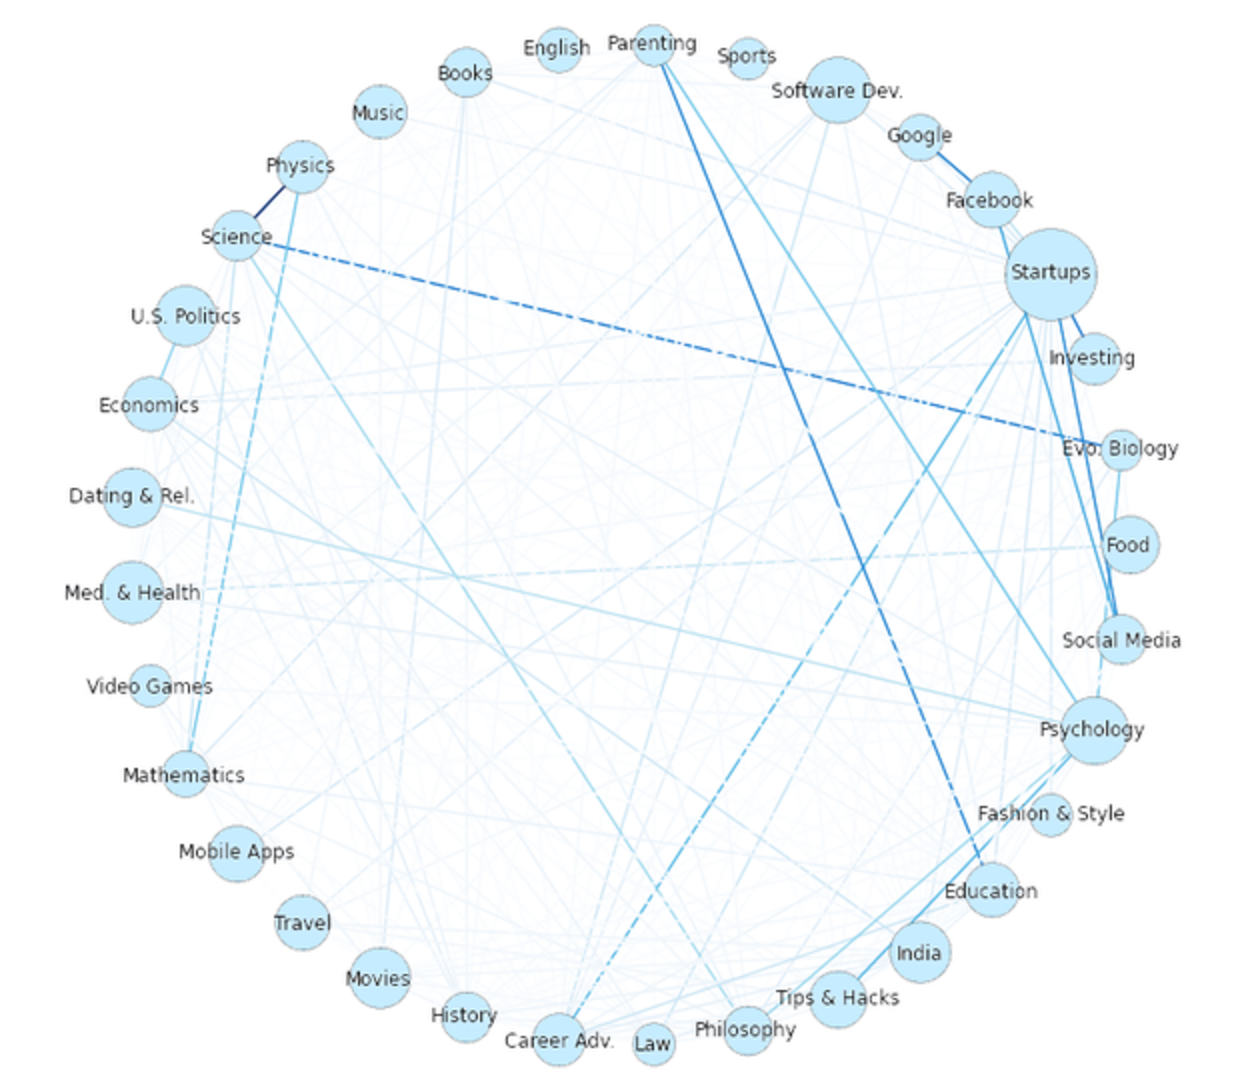 English
Parenting
Sports
Books
Software Dev.
Music
Google
Physics
Facebook
Science
Startups
U.S. Politics
Investing
Economics
Evo. Biology
Dating & Rel.
Food
Med. & Health
Social Media
Video Games
Psychology
Mathematics
Fashion & Style
Mobile Apps
Education
Travel
India
Movies
Tips & Hacks
History
Philosophy
Career Adv.
Law